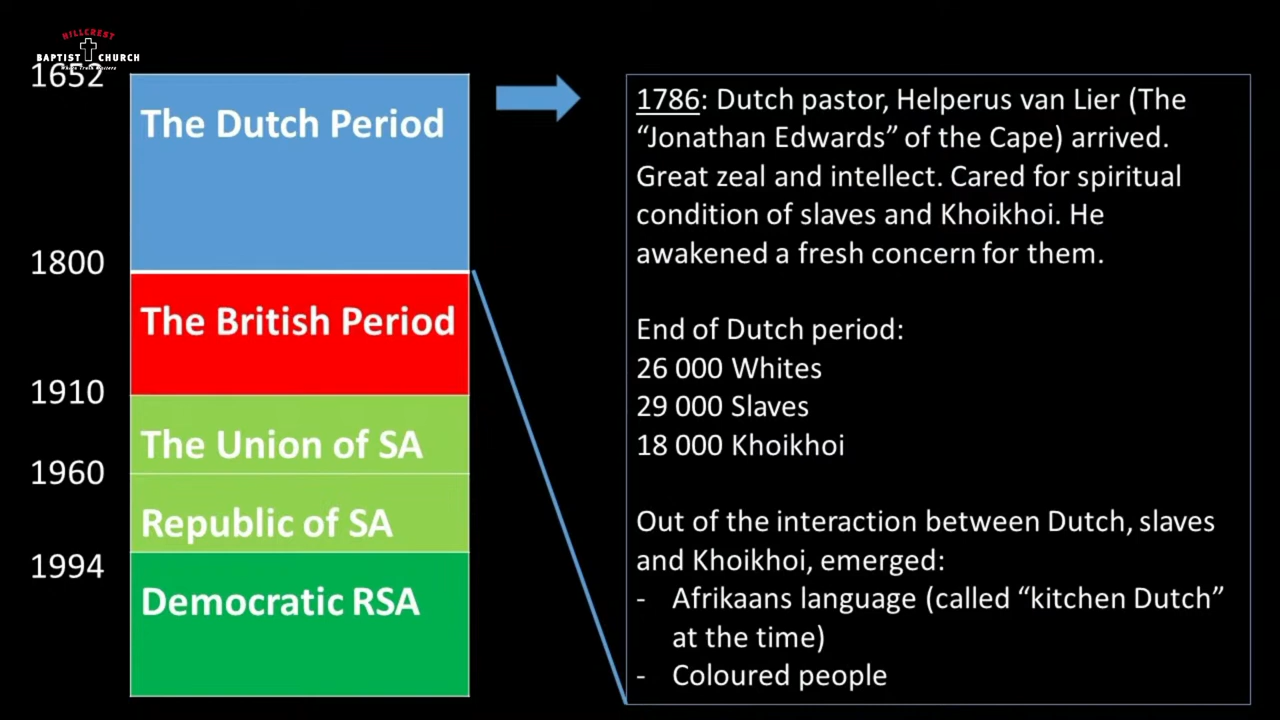 HILLCREST
BAPTIST CHURCH
1652
The Dutch Period
1800
The British Period
1910
The Union of SA
1960
Republic of SA
1994
Democratic RSA
1786: Dutch pastor, Helperus van Lier (The
“Jonathan Edwards” of the Cape) arrived.
Great zeal and intellect. Cared for spiritual
condition of slaves and Khoikhoi. He
awakened a fresh concern for them.
End of Dutch period:
26 000 Whites
29 000 Slaves
18 000 Khoikhoi
Out of the interaction between Dutch, slaves
and Khoikhoi, emerged:
- Afrikaans language (called “kitchen Dutch”
at the time)
- Coloured people